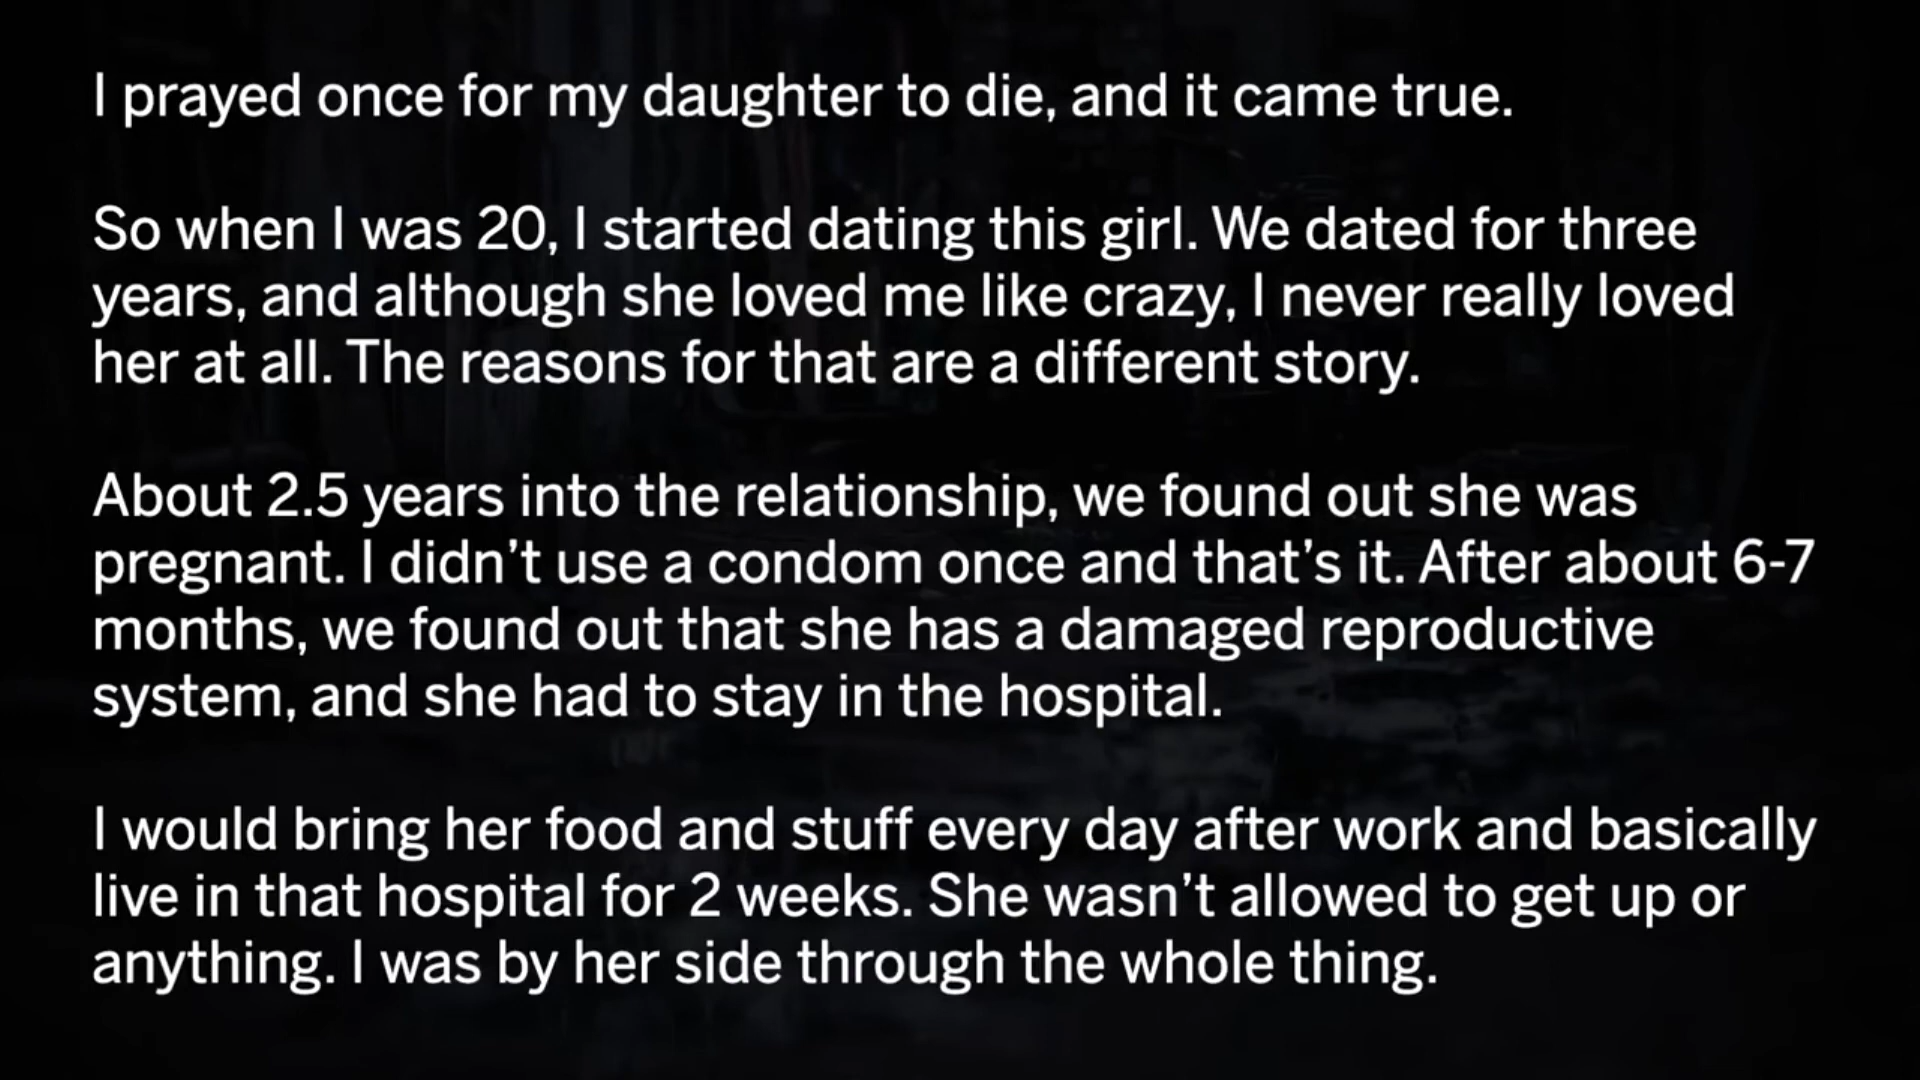 I prayed once for my daughter to die, and it came true.
So when I was 20, I started dating this girl. We dated for three
years, and although she loved me like crazy, I never really loved
her at all. The reasons for that are a different story.
About 2.5 years into the relationship, we found out she was
pregnant. I didn’t use a condom once and that’s it. After about 6-7
months, we found out that she has a damaged reproductive
system, and she had to stay in the hospital.
I would bring her food and stuff every day after work and basically
live in that hospital for 2 weeks. She wasn’t allowed to get up or
anything. I was by her side through the whole thing.